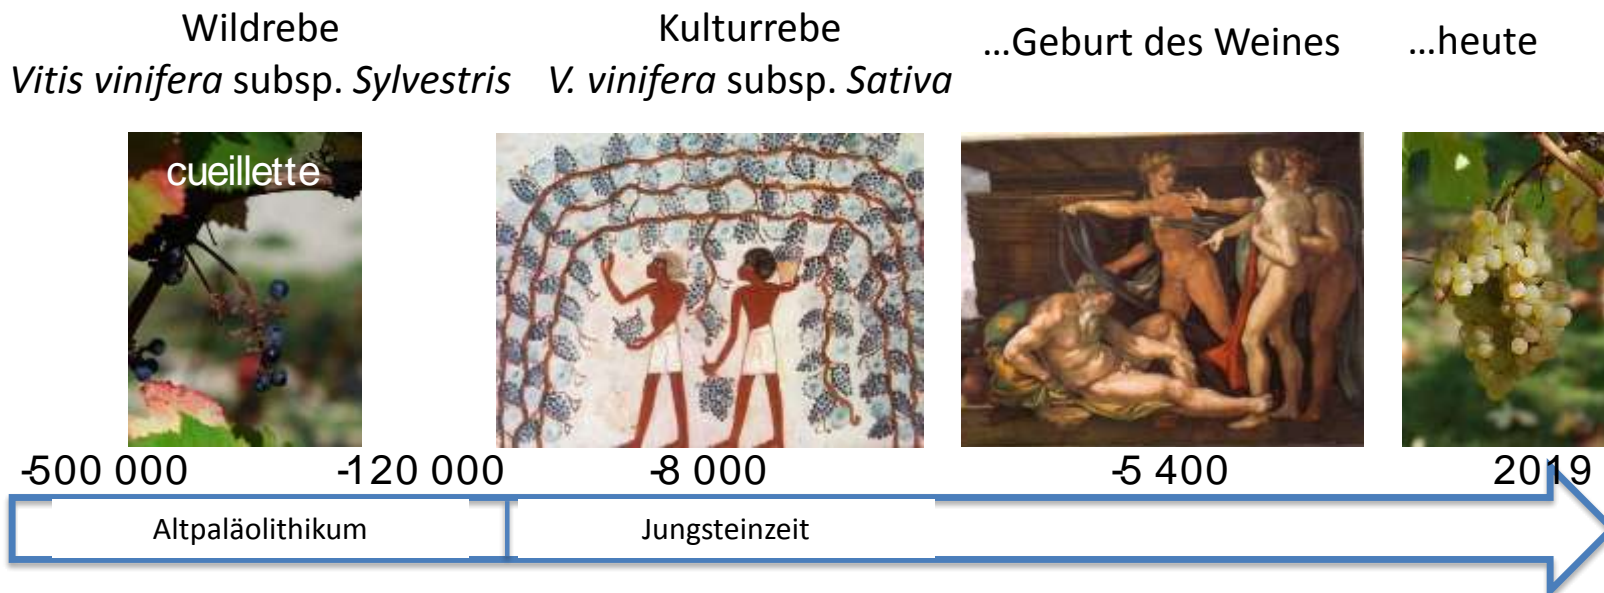 Wildrebe
Vitis vinifera subsp. Sylvestris
Kulturrebe
V. vinifera subsp. Sativa
...Geburt des Weines
...heute
cueillette
-500 000
-120 000
-8 000
-5 400
2019
Altpaläolithikum
Jungsteinzeit